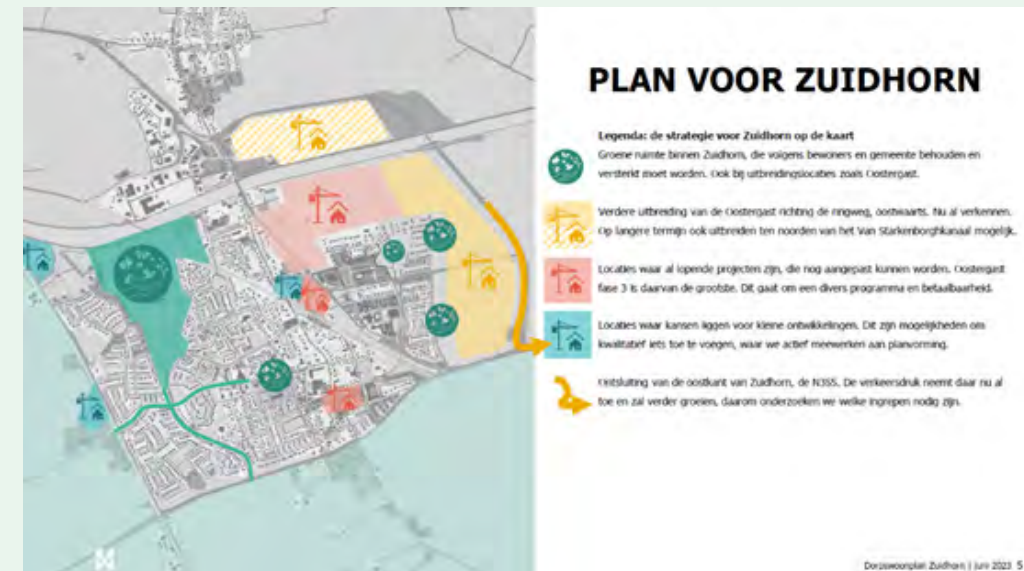 PLAN VOOR ZUIDHORN
Legenda: de strategie voor Zuidhorn op de kaart
Groene ruimte binnen Zuidhorn, die volgens bewoners en gemeente behouden en
versterkt moet worden. Ook bij uitbreidingslocaties zoals Oostergast.
Verdere uitbreiding van de Oostergast richting de ringweg, oostwaarts. Nu al verkennen.
Op langere termijn ook uitbreiden ten noorden van het Van Starkenborghkanaal mogelijk.
Locaties waar al lopende projecten zijn, die nog aangepast kunnen worden. Oostergast
fase 3 is daarvan de grootste. Dit gaat om een divers programma en betaalbaarheid.
Locaties waar kansen liggen voor kleine ontwikkelingen. Dit zijn mogelijkheden om
kwalitatief iets toe te voegen, waar we actief meewerken aan planvorming.
Ontsluiting van de oostkant van Zuidhorn, de N355. De verkeersdruk neemt daar nu al
toe en zal verder groeien, daarom onderzoeken we welke ingrepen nodig zijn.
Dorpswoonplan Zuidhorn | juni 2023 5